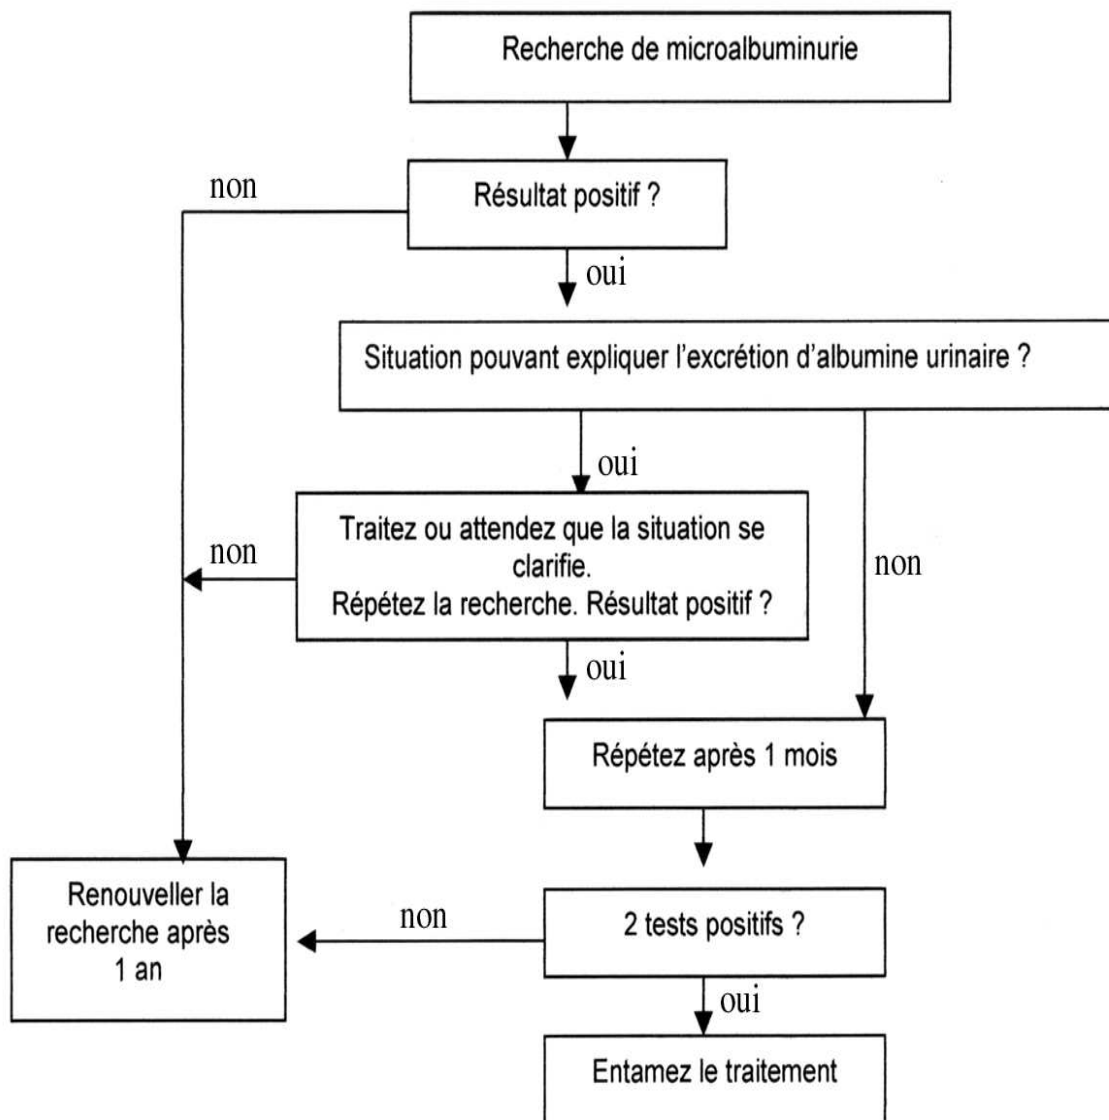 Recherche de microalbuminurie
non
Résultat positif ?
oui
Situation pouvant expliquer l'excrétion d'albumine urinaire ?
oui
non
Traitez ou attendez que la situation se
clarifie.
Répétez la recherche. Résultat positif ?
non
oui
Répétez après 1 mois
Renouveller la
recherche après
1 an
non
2 tests positifs ?
oui
Entamez le traitement